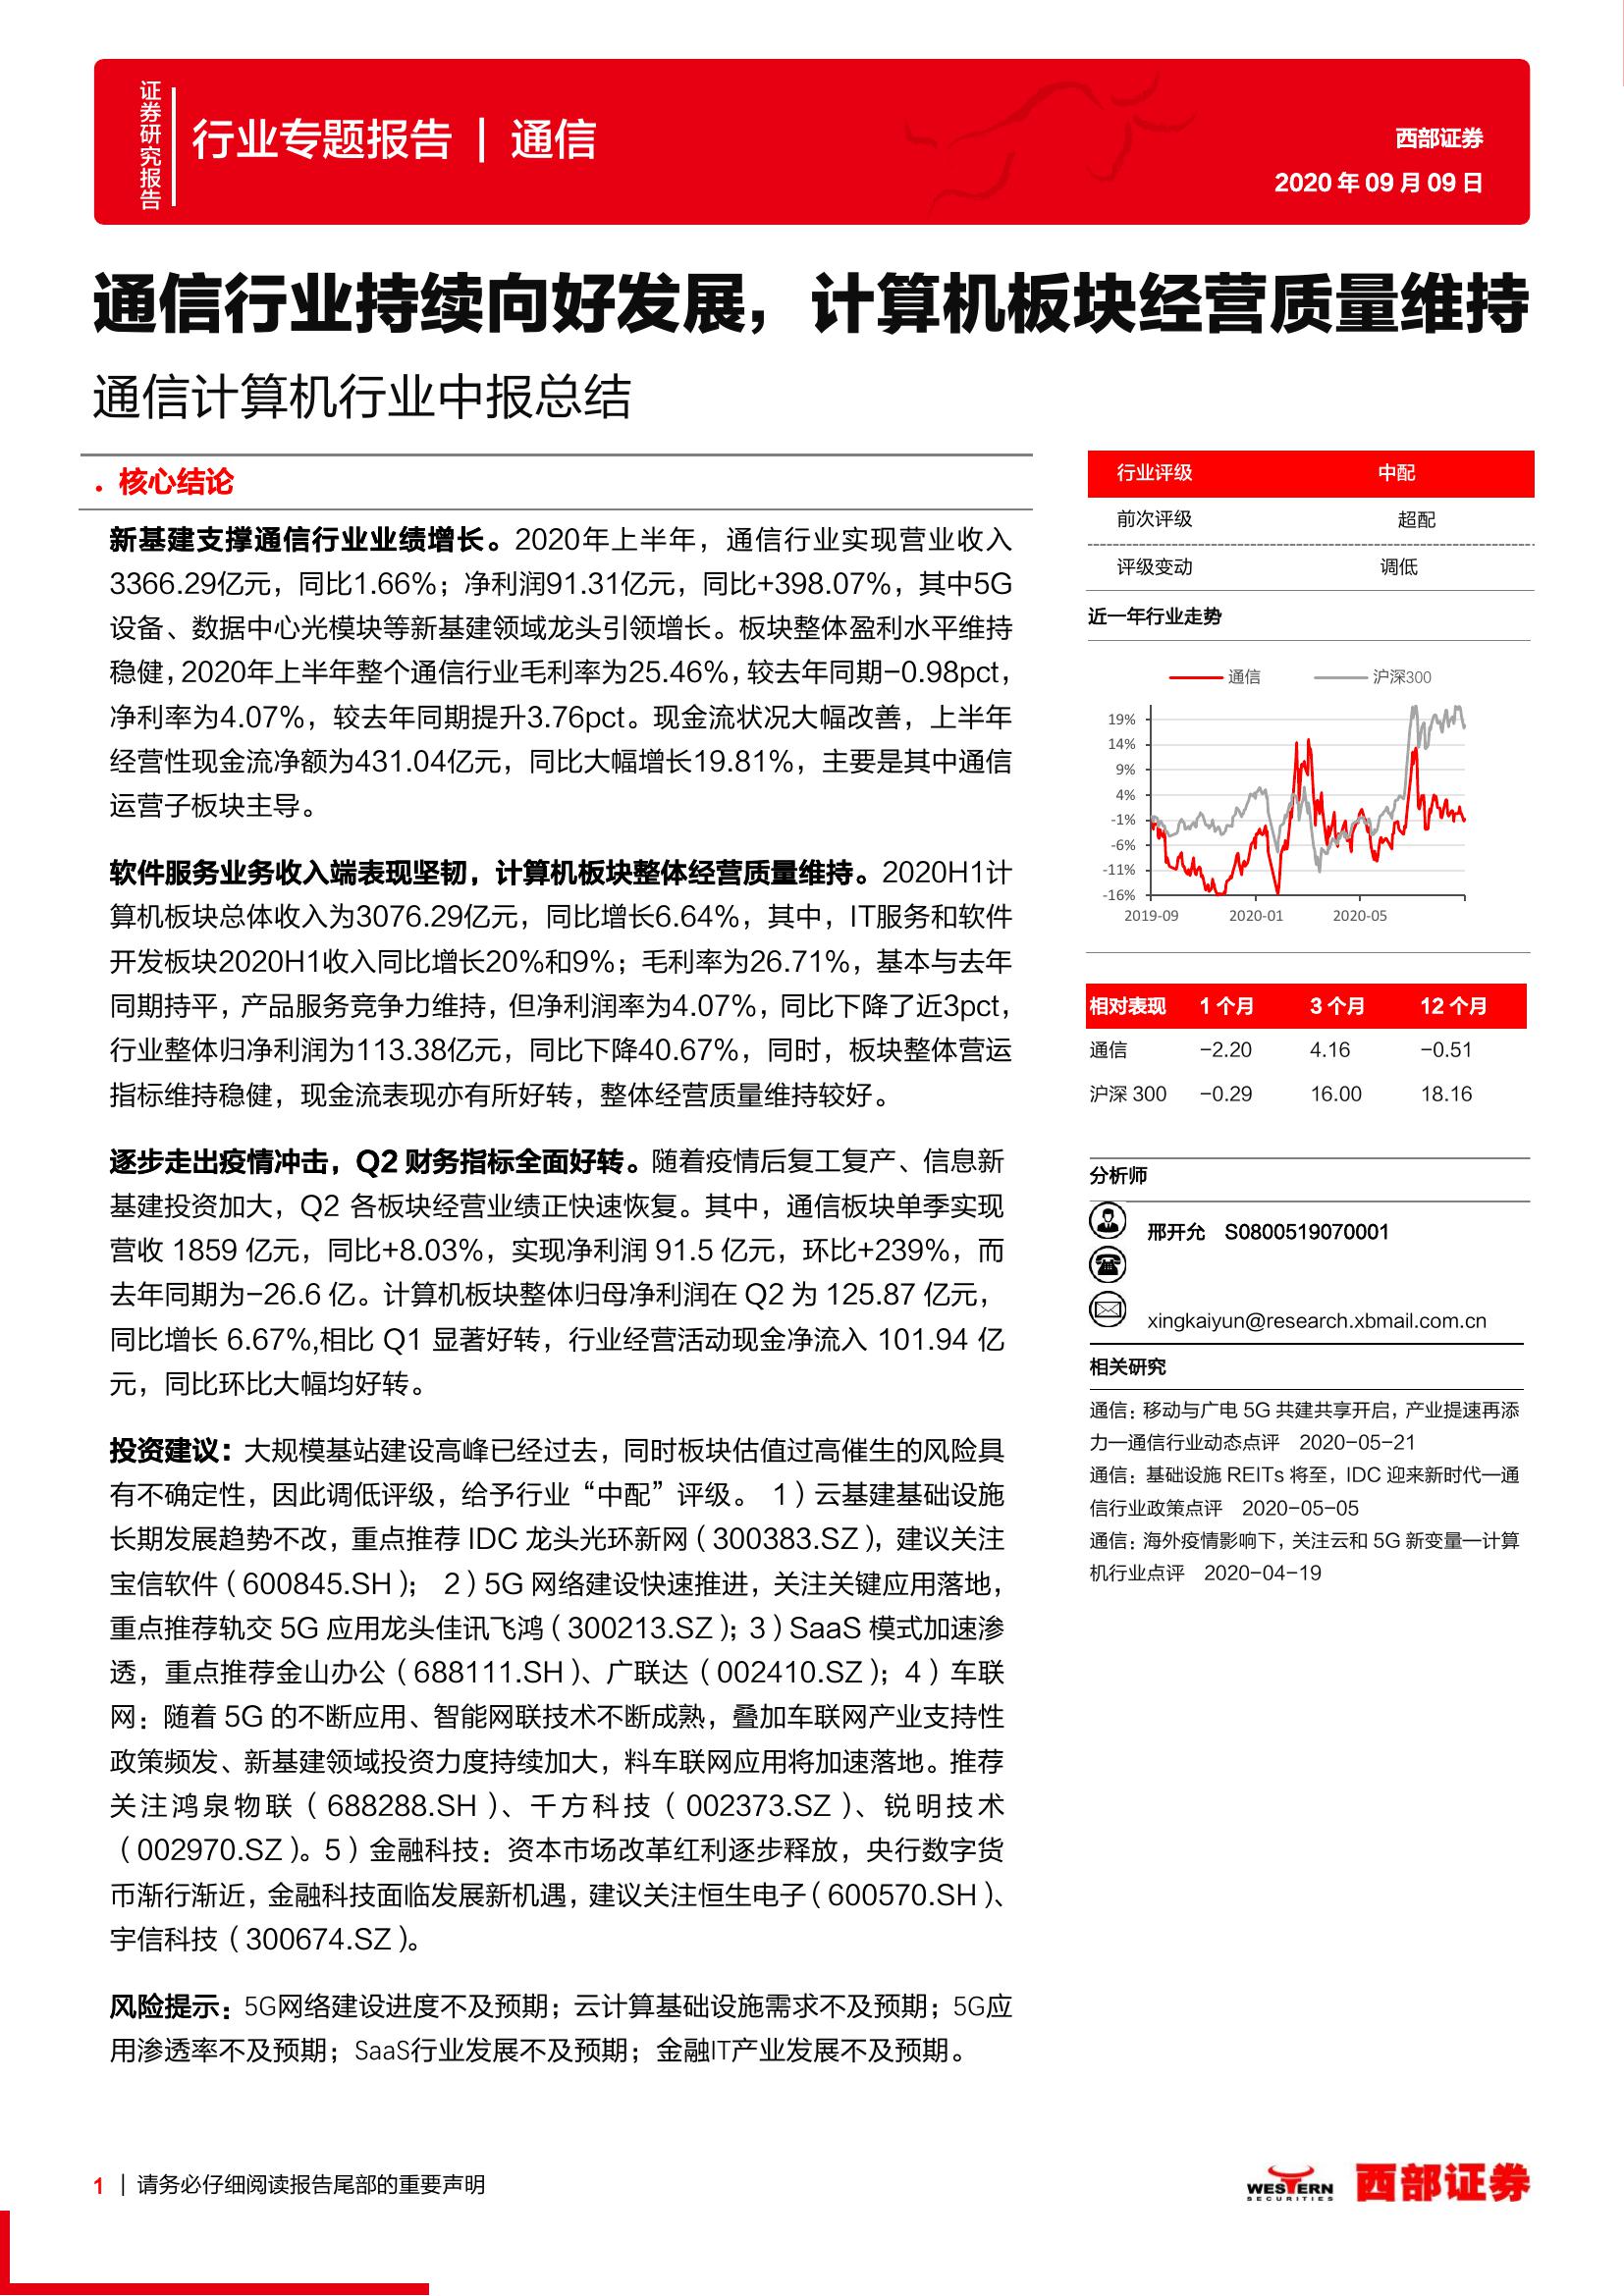 证券研究报告
行业专题报告 | 通信
西部证券
2020 年 09 月 09 日
通信行业持续向好发展，计算机板块经营质量维持
通信计算机行业中报总结
• 核心结论
新基建支撑通信行业业绩增长。2020年上半年，通信行业实现营业收入
3366.29亿元，同比1.66%；净利润91.31亿元，同比+398.07%，其中5G
设备、数据中心光模块等新基建领域龙头引领增长。板块整体盈利水平维持
稳健，2020年上半年整个通信行业毛利率为25.46%，较去年同期-0.98pct，
净利率为4.07%，较去年同期提升3.76pct。现金流状况大幅改善，上半年
经营性现金流净额为431.04亿元，同比大幅增长19.81%，主要是其中通信
运营子板块主导。
软件服务业务收入端表现坚韧，计算机板块整体经营质量维持。2020H1计
算机板块总体收入为3076.29亿元，同比增长6.64%，其中，IT服务和软件
开发板块2020H1收入同比增长20%和9%；毛利率为26.71%，基本与去年
同期持平，产品服务竞争力维持，但净利润率为4.07%，同比下降了近3pct，
行业整体归净利润为113.38亿元，同比下降40.67%，同时，板块整体营运
指标维持稳健，现金流表现亦有所好转，整体经营质量维持较好。
逐步走出疫情冲击，Q2 财务指标全面好转。随着疫情后复工复产、信息新
基建投资加大，Q2 各板块经营业绩正快速恢复。其中，通信板块单季实现
营收 1859 亿元，同比+8.03%，实现净利润 91.5 亿元，环比+239%，而
去年同期为-26.6 亿。计算机板块整体归母净利润在 Q2 为 125.87 亿元，
同比增长 6.67%,相比 Q1 显著好转，行业经营活动现金净流入 101.94 亿
元，同比环比大幅均好转。
投资建议：大规模基站建设高峰已经过去，同时板块估值过高催生的风险具
有不确定性，因此调低评级，给予行业“中配”评级。 1）云基建基础设施
长期发展趋势不改，重点推荐 IDC 龙头光环新网（300383.SZ），建议关注
宝信软件（600845.SH）； 2）5G 网络建设快速推进，关注关键应用落地，
重点推荐轨交 5G 应用龙头佳讯飞鸿（300213.SZ）；3）SaaS 模式加速渗
透，重点推荐金山办公（688111.SH）、广联达（002410.SZ）；4）车联
网：随着 5G 的不断应用、智能网联技术不断成熟，叠加车联网产业支持性
政策频发、新基建领域投资力度持续加大，料车联网应用将加速落地。推荐
关注鸿泉物联（688288.SH）、千方科技（002373.SZ）、锐明技术
（002970.SZ）。5）金融科技：资本市场改革红利逐步释放，央行数字货
币渐行渐近，金融科技面临发展新机遇，建议关注恒生电子（600570.SH）、
宇信科技（300674.SZ）。
风险提示：5G网络建设进度不及预期；云计算基础设施需求不及预期；5G应
用渗透率不及预期；SaaS行业发展不及预期；金融IT产业发展不及预期。
行业评级 中配
前次评级 超配
评级变动 调低
近一年行业走势
通信 沪深300
19%
14%
9%
4%
-1%
-6%
-11%
-16%
2019-09 2020-01 2020-05
相对表现 1 个月 3 个月 12 个月
通信 -2.20 4.16 -0.51
沪深 300 -0.29 16.00 18.16
分析师
邢开允 S0800519070001
xingkaiyun@research.xbmail.com.cn
相关研究
通信：移动与广电 5G 共建共享开启，产业提速再添
力—通信行业动态点评 2020-05-21
通信：基础设施 REITs 将至，IDC 迎来新时代—通
信行业政策点评 2020-05-05
通信：海外疫情影响下，关注云和 5G 新变量—计算
机行业点评 2020-04-19
1 | 请务必仔细阅读报告尾部的重要声明
WESTERN
SECURITIES
西部证券